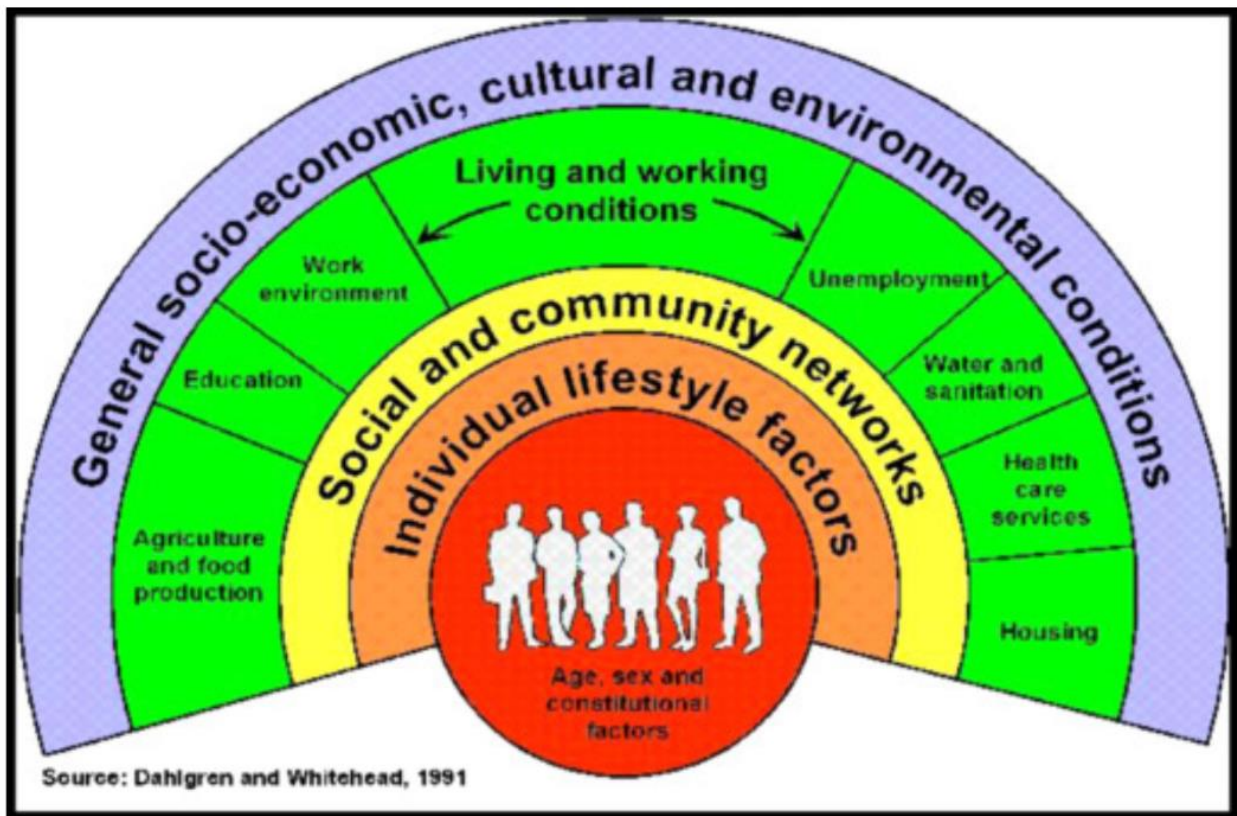 General socio-economic, cultural and environmental conditions
Living and working
conditions
Work
environment
Unemployment
Education
Water and
sanitation
Agriculture
and food
production
Health
care
services
Housing
Social and community networks
Individual lifestyle factors
Age, sex and
constitutional
factors
Source: Dahlgren and Whitehead, 1991